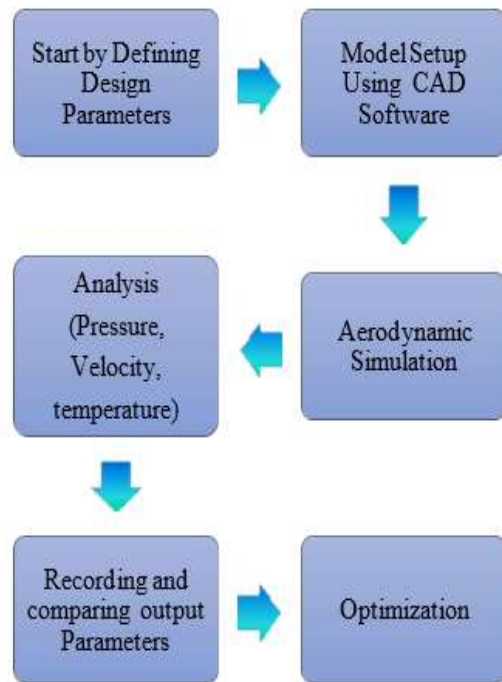 Start by Defining
Design
Parameters
Model Setup
Using CAD
Software
Aerodynamic
Simulation
Analysis
(Pressure,
Velocity,
temperature)
Recording and
comparing output
Parameters
Optimization